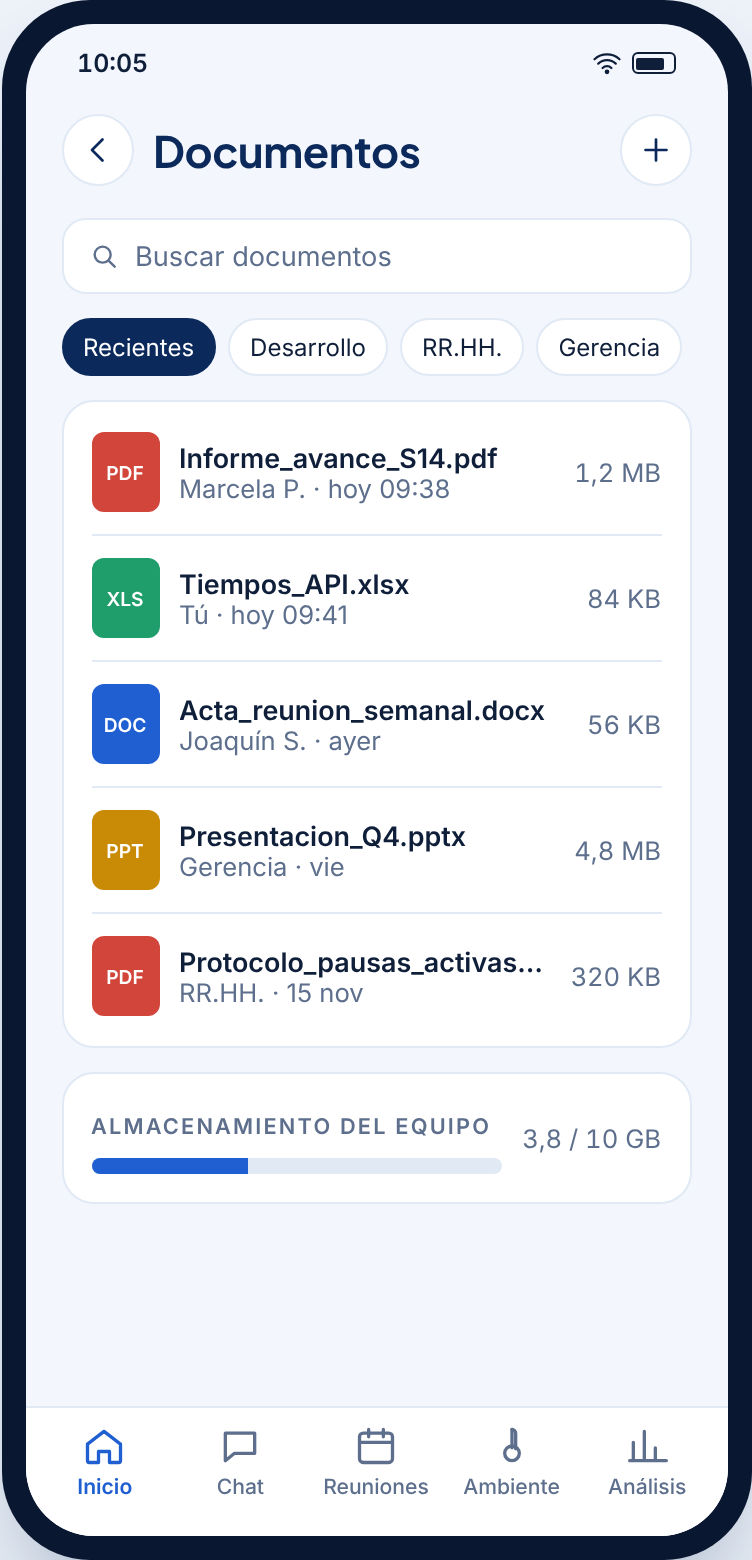 10:05
Documentos
Buscar documentos
Recientes Desarrollo RR.HH. Gerencia
PDF Informe_avance_S14.pdf 1,2 MB
Marcela P. · hoy 09:38
XLS Tiempos_API.xlsx 84 KB
Tú · hoy 09:41
DOC Acta_reunion_semanal.docx 56 KB
Joaquín S. · ayer
PPT Presentacion_Q4.pptx 4,8 MB
Gerencia · vie
PDF Protocolo_pausas_activas... 320 KB
RR.HH. · 15 nov
ALMACENAMIENTO DEL EQUIPO 3,8 / 10 GB
Inicio Chat Reuniones Ambiente Análisis